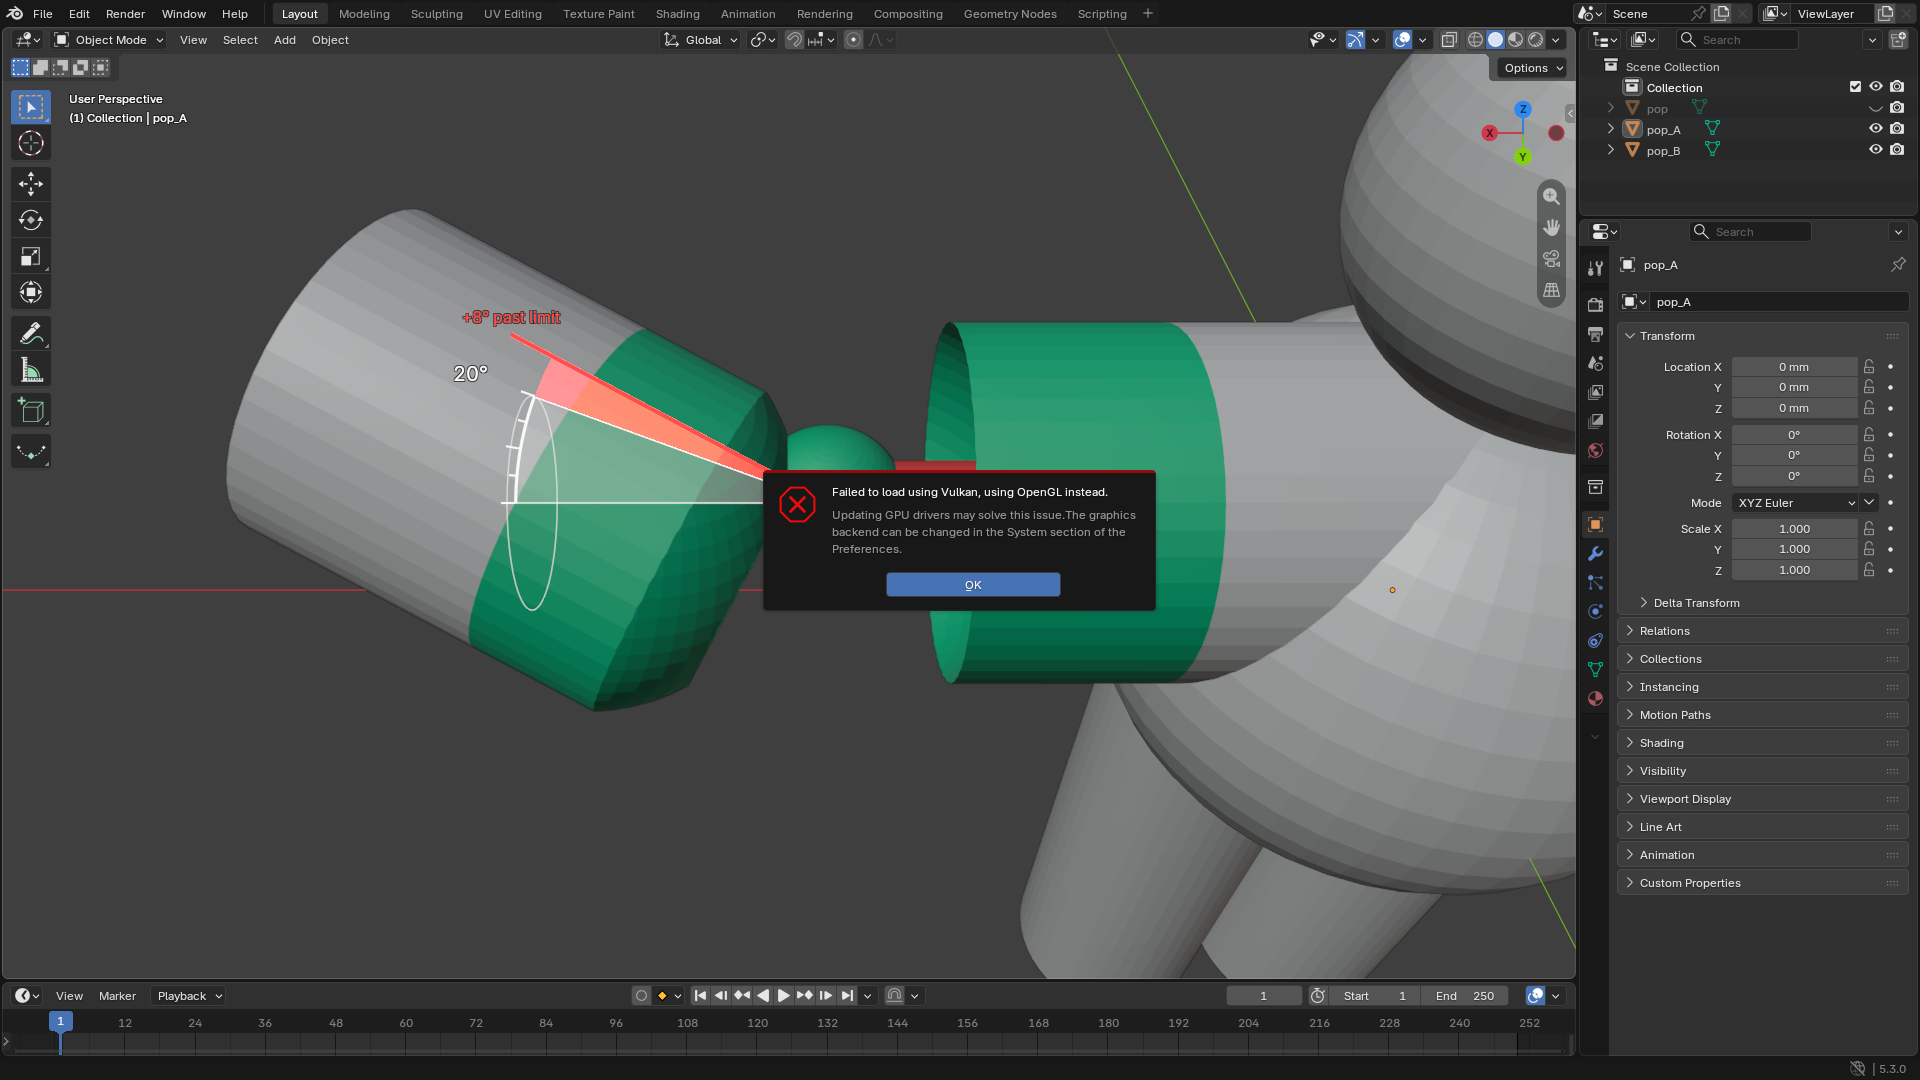 File Edit Render Window Help Layout Modeling Sculpting UV Editing Texture Paint Shading Animation Rendering Compositing Geometry Nodes Scripting + Scene ViewLayer
Object Mode View Select Add Object Global Search
Options
User Perspective
(1) Collection | pop_A
Scene Collection
Collection
pop
pop_A
pop_B
Z
X
Y
Search
pop_A
pop_A
Transform
Location X 0 mm
Y 0 mm
Z 0 mm
Rotation X 0°
Y 0°
Z 0°
Mode XYZ Euler
Scale X 1.000
Y 1.000
Z 1.000
Delta Transform
Relations
Collections
Instancing
Motion Paths
Shading
Visibility
Viewport Display
Line Art
Animation
Custom Properties
+8° past limit
20°
Failed to load using Vulkan, using OpenGL instead.
Updating GPU drivers may solve this issue.The graphics
backend can be changed in the System section of the
Preferences.
OK
View Marker Playback 1 Start 1 End 250
1 12 24 36 48 60 72 84 96 108 120 132 144 156 168 180 192 204 216 228 240 252
5.3.0